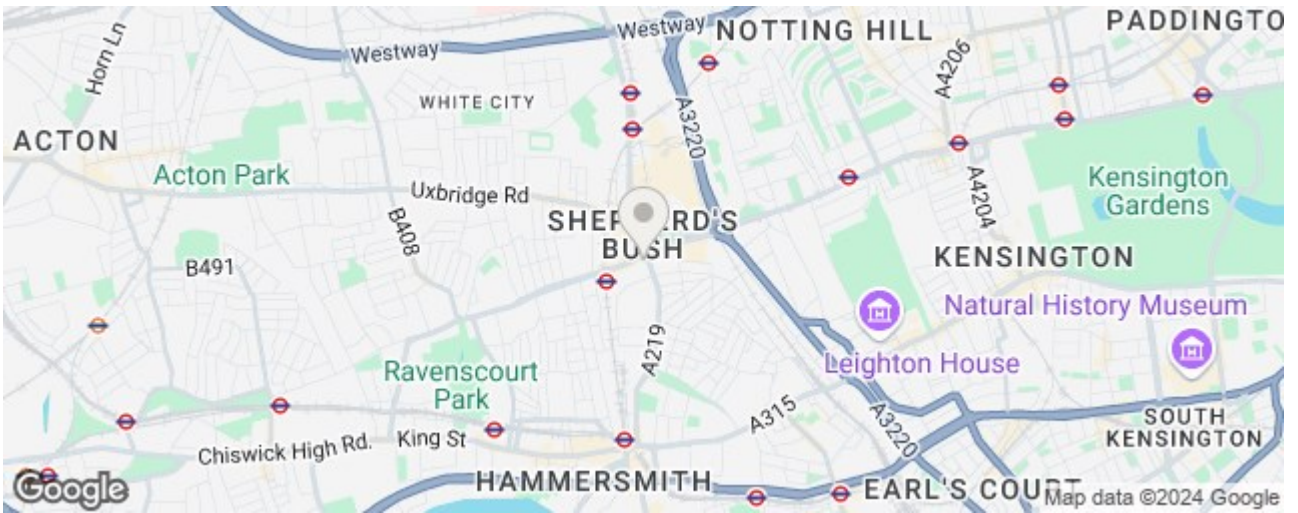 Westway
NOTTING HILL
PADDINGTO
Horn Ln
Westway
A4206
WHITE CITY
A3220
ACTON
Acton Park
Uxbridge Rd
A4204
Kensington
Gardens
B408
SHEPHERD'S
BUSH
KENSINGTON
B491
Natural History Museum
A219
Leighton House
Ravenscourt
Park
A315
A3220
SOUTH
KENSINGTON
Chiswick High Rd.
King St
HAMMERSMITH
EARL'S COURT
Google
Map data ©2024 Google